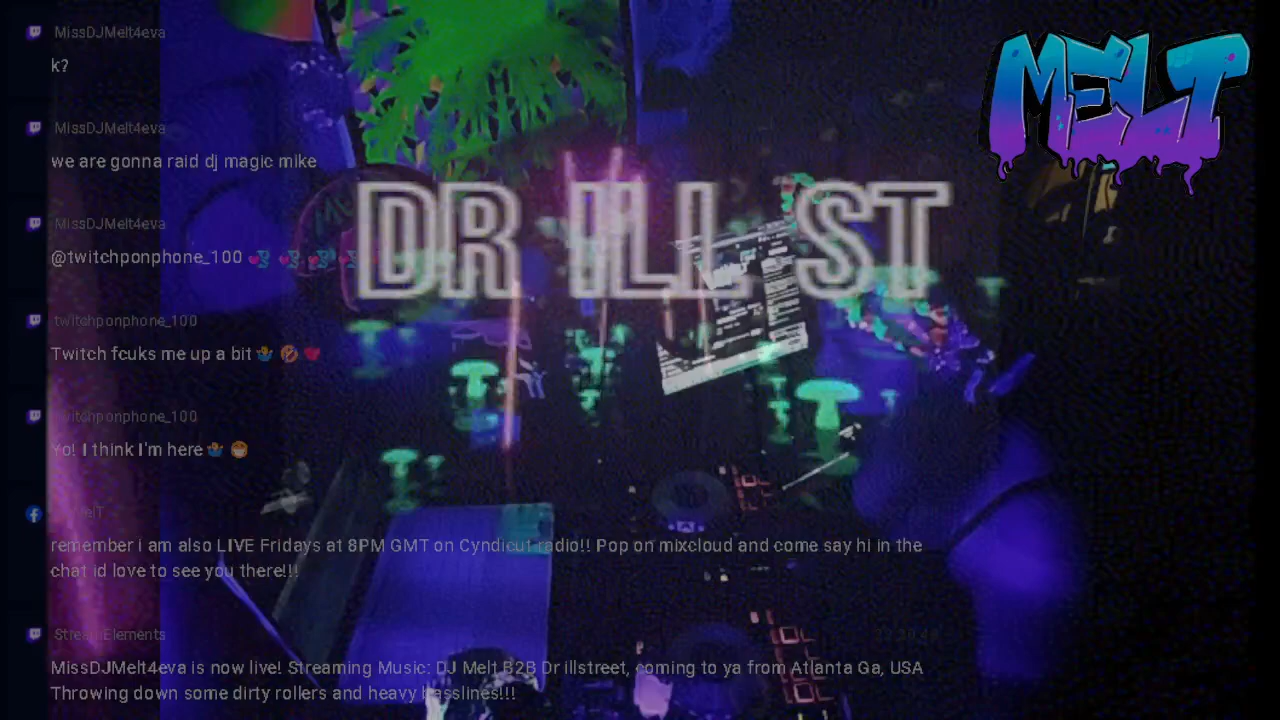 MissDJMelt4eva
k?
MissDJMelt4eva
we are gonna raid dj magic mike
MissDJMelt4eva
@twitchponphone_100
twitchponphone_100
Twitch fcuks me up a bit
twitchponphone_100
Yo! I think I'm here
MelT
remember i am also LIVE Fridays at 8PM GMT on Cyndicut radio!! Pop on mixcloud and come say hi in the
chat id love to see you there!!!
StreamElements
MissDJMelt4eva is now live! Streaming Music: DJ Melt B2B Dr illstreet, coming to ya from Atlanta Ga, USA
Throwing down some dirty rollers and heavy basslines!!!
DR ILL ST
MELT